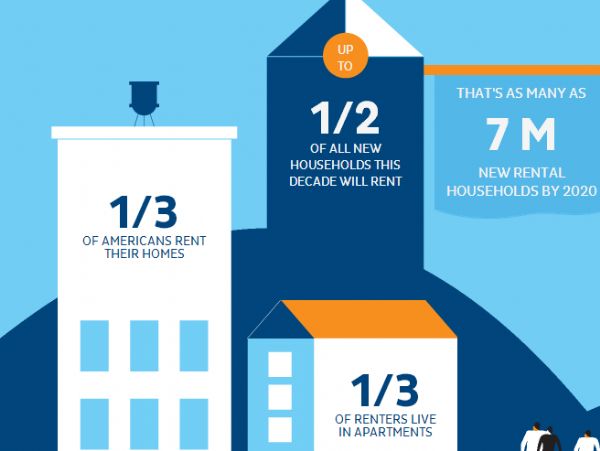 UP
TO
1/2
OF ALL NEW
HOUSEHOLDS THIS
DECADE WILL RENT
THAT'S AS MANY AS
7 M
NEW RENTAL
HOUSEHOLDS BY 2020
1/3
OF AMERICANS RENT
THEIR HOMES
1/3
OF RENTERS LIVE
IN APARTMENTS